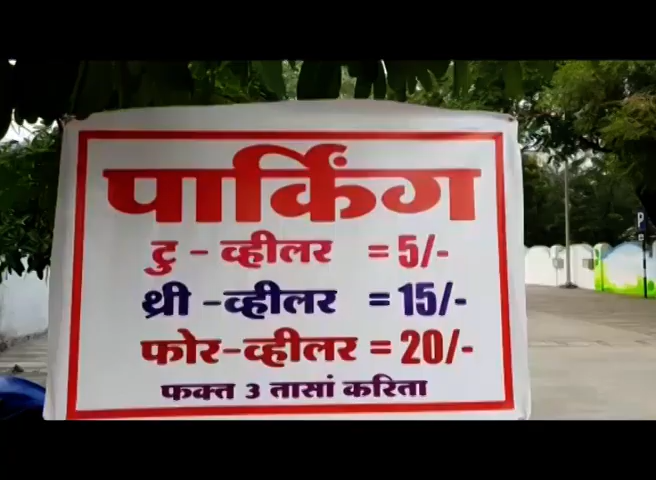 पार्किंग
टु - व्हीलर = 5/-
थ्री -व्हीलर = 15/-
फोर-व्हीलर = 20/-
फक्त 3 तासां करिता
P